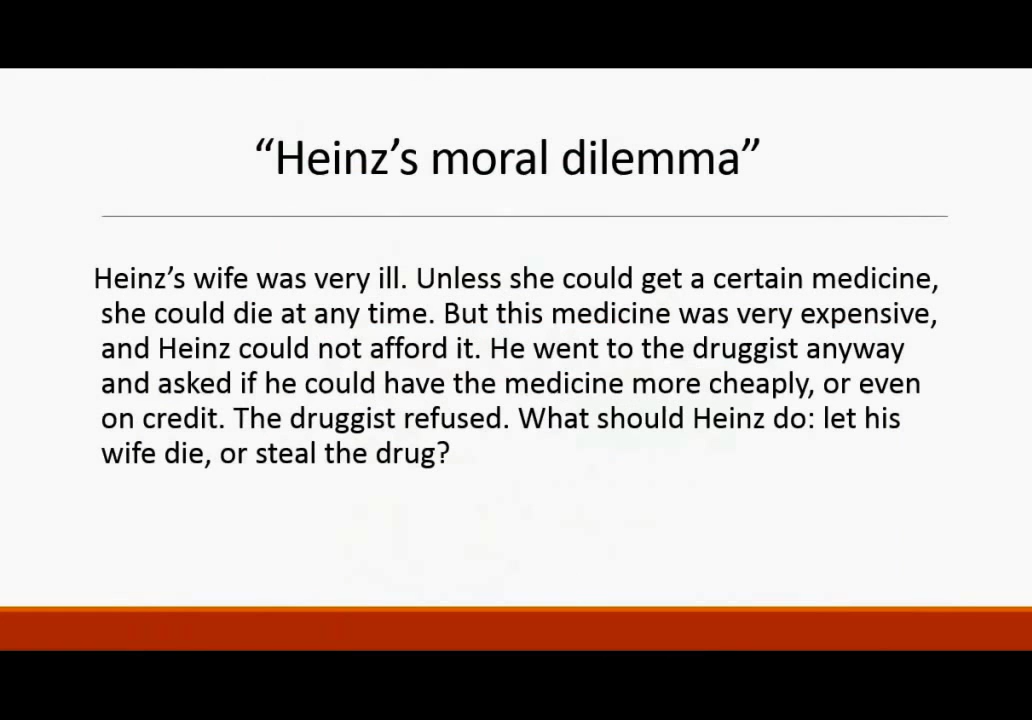 “Heinz’s moral dilemma”
Heinz’s wife was very ill. Unless she could get a certain medicine,
she could die at any time. But this medicine was very expensive,
and Heinz could not afford it. He went to the druggist anyway
and asked if he could have the medicine more cheaply, or even
on credit. The druggist refused. What should Heinz do: let his
wife die, or steal the drug?